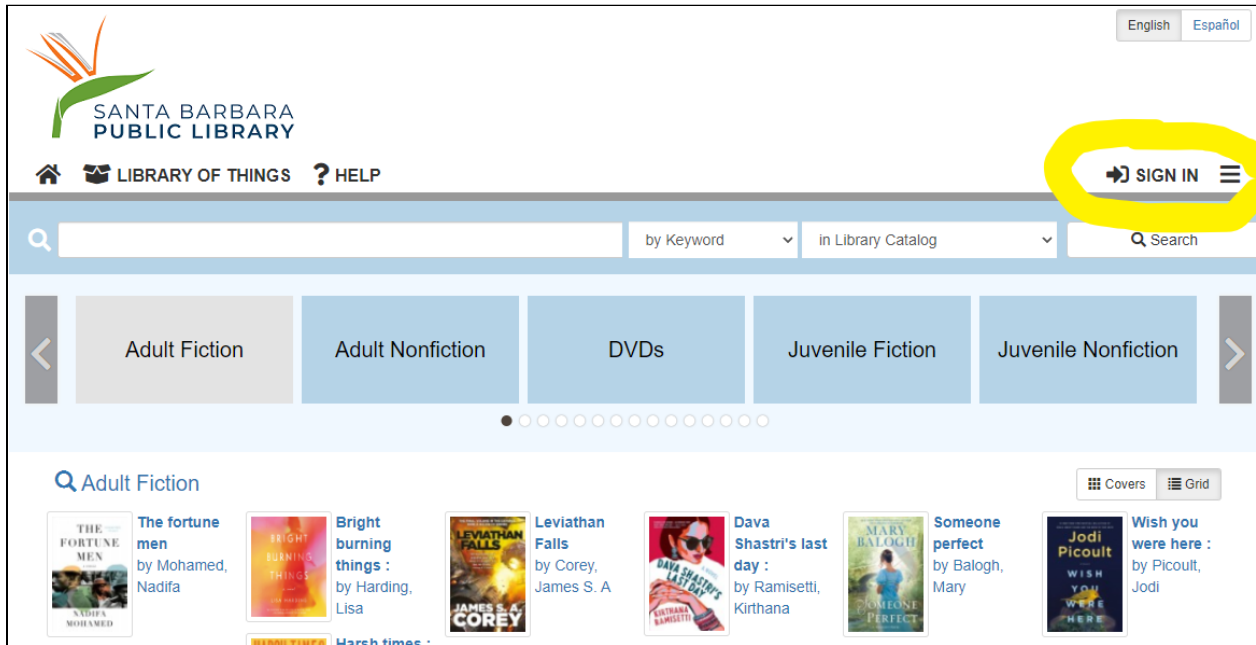 English Español
SANTA BARBARA
PUBLIC LIBRARY
LIBRARY OF THINGS ? HELP
SIGN IN
by Keyword in Library Catalog Search
Adult Fiction Adult Nonfiction DVDs Juvenile Fiction Juvenile Nonfiction
Adult Fiction
Covers Grid
THE
FORTUNE
MEN
NADIFA
MOHAMED
The fortune
men
by Mohamed,
Nadifa
BRIGHT
BURNING
THINGS
LISA HARDING
Bright
burning
things :
by Harding,
Lisa
LEVIATHAN
FALLS
JAMES S. A.
COREY
Leviathan
Falls
by Corey,
James S. A
DAVA SHASTRI'S
LAST DAY
KIRTHANA
RAMISETTI
Dava
Shastri's last
day :
by Ramisetti,
Kirthana
MARY
BALOGH
SOMEONE
PERFECT
Someone
perfect
by Balogh,
Mary
Jodi
Picoult
WISH
YOU
WERE
HERE
Wish you
were here :
by Picoult,
Jodi
HARSH TIMES
Harsh times :